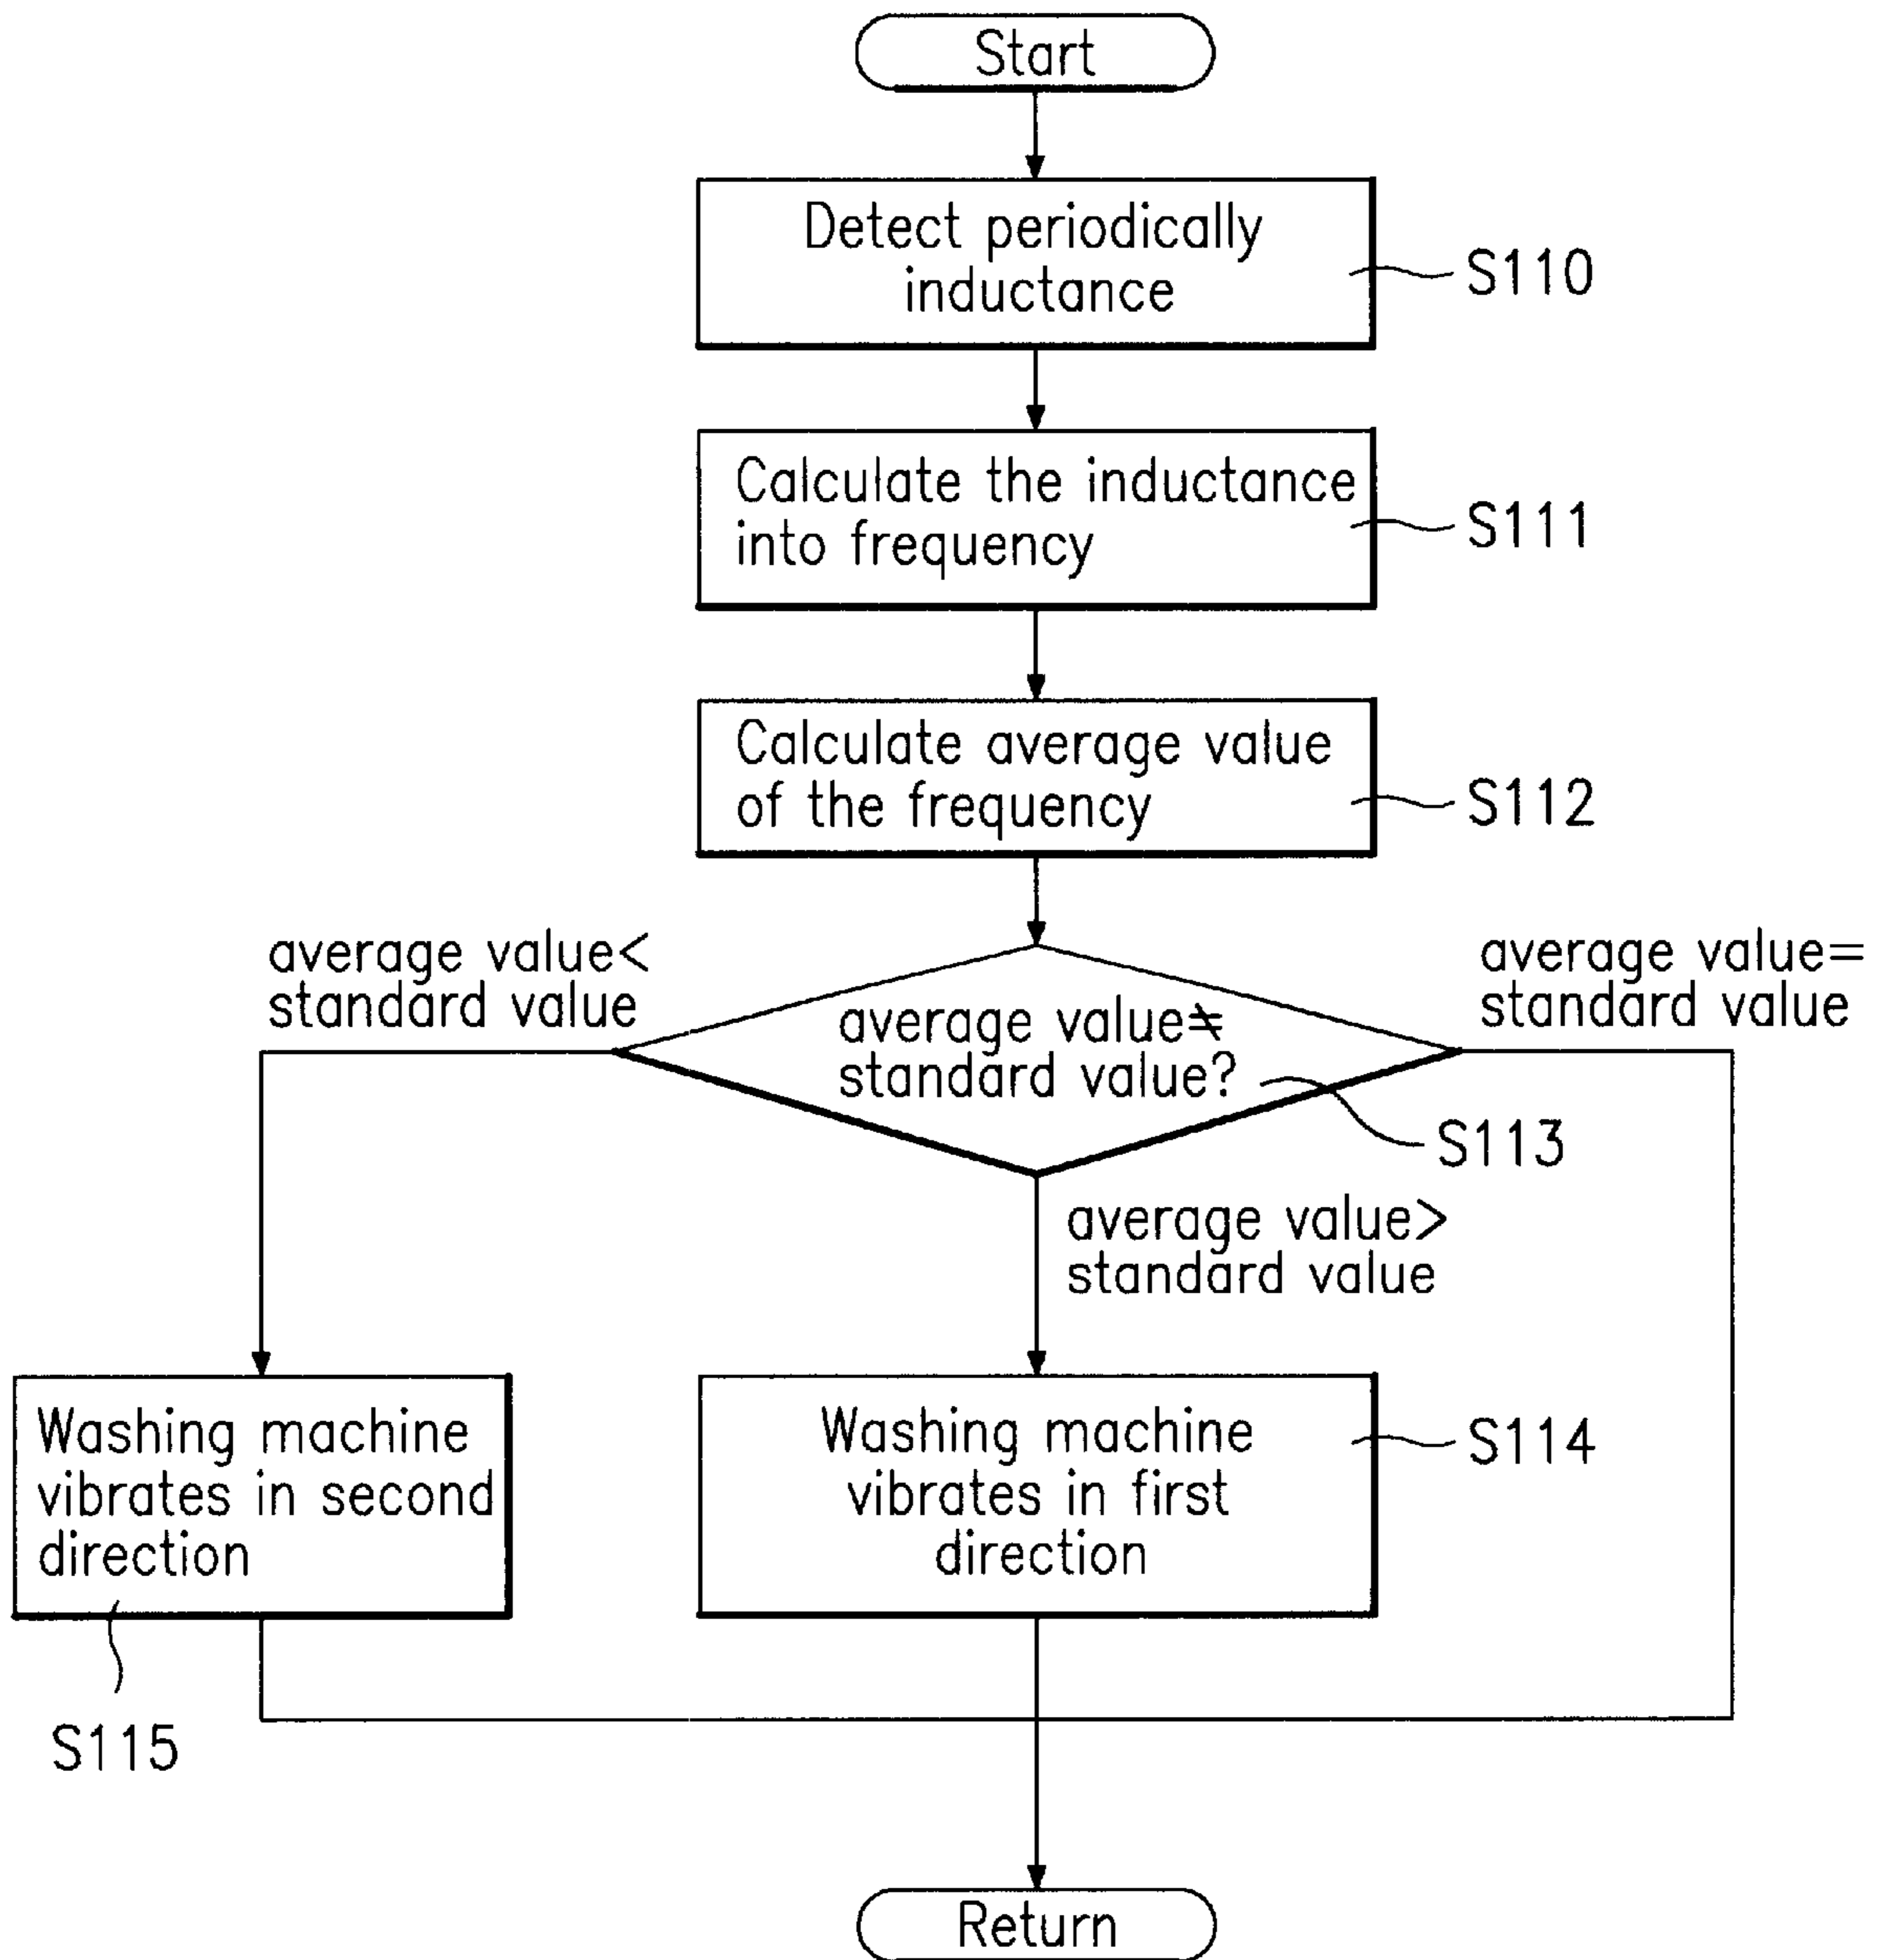 Start
Detect periodically
inductance
S110
Calculate the inductance
into frequency
S111
Calculate average value
of the frequency
S112
average value<
standard value
average value=
standard value
average value≠
standard value?
S113
average value>
standard value
Washing machine
vibrates in second
direction
Washing machine
vibrates in first
direction
S114
S115
Return